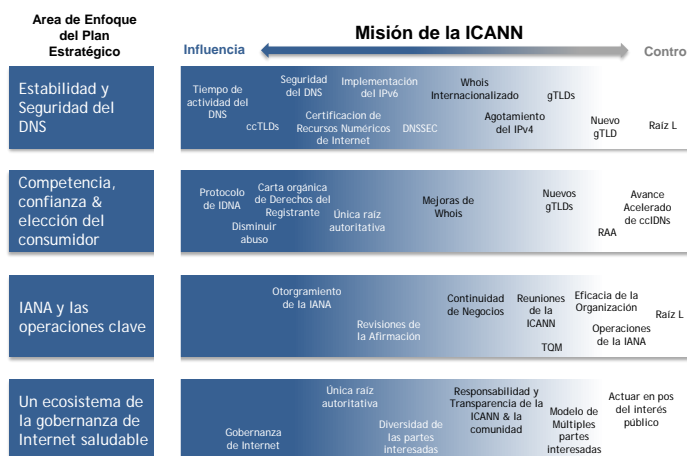 Area de Enfoque
del Plan
Estratégico
Misión de la ICANN
Influencia
Contro
Estabilidad y
Seguridad del
DNS
Tiempo de
actividad del
DNS
ccTLDs
Seguridad
del DNS
Certificacion de
Recursos Numéricos
de Internet
Implementación
del IPv6
DNSSEC
Whois
Internacionalizado
Agotamiento
del IPv4
gTLDs
Nuevo
gTLD
Raíz L
Competencia,
confianza &
elección del
consumidor
Protocolo
de IDNA
Disminuir
abuso
Carta orgánica
de Derechos del
Registrante
Única raíz
autoritativa
Mejoras de
Whois
Nuevos
gTLDs
RAA
Avance
Acelerado
de ccIDNs
IANA y las
operaciones clave
Otorgramiento
de la IANA
Revisiones de
la Afirmación
Continuidad
de Negocios
Reuniones
de la
ICANN
TQM
Eficacia de la
Organización
Operaciones
de la IANA
Raíz L
Un ecosistema de
la gobernanza de
Internet saludable
Gobernanza
de Internet
Única raíz
autoritativa
Diversidad de
las partes
interesadas
Responsabilidad y
Transparencia de la
ICANN & la
comunidad
Modelo de
Múltiples
partes
interesadas
Actuar en pos
del interés
público